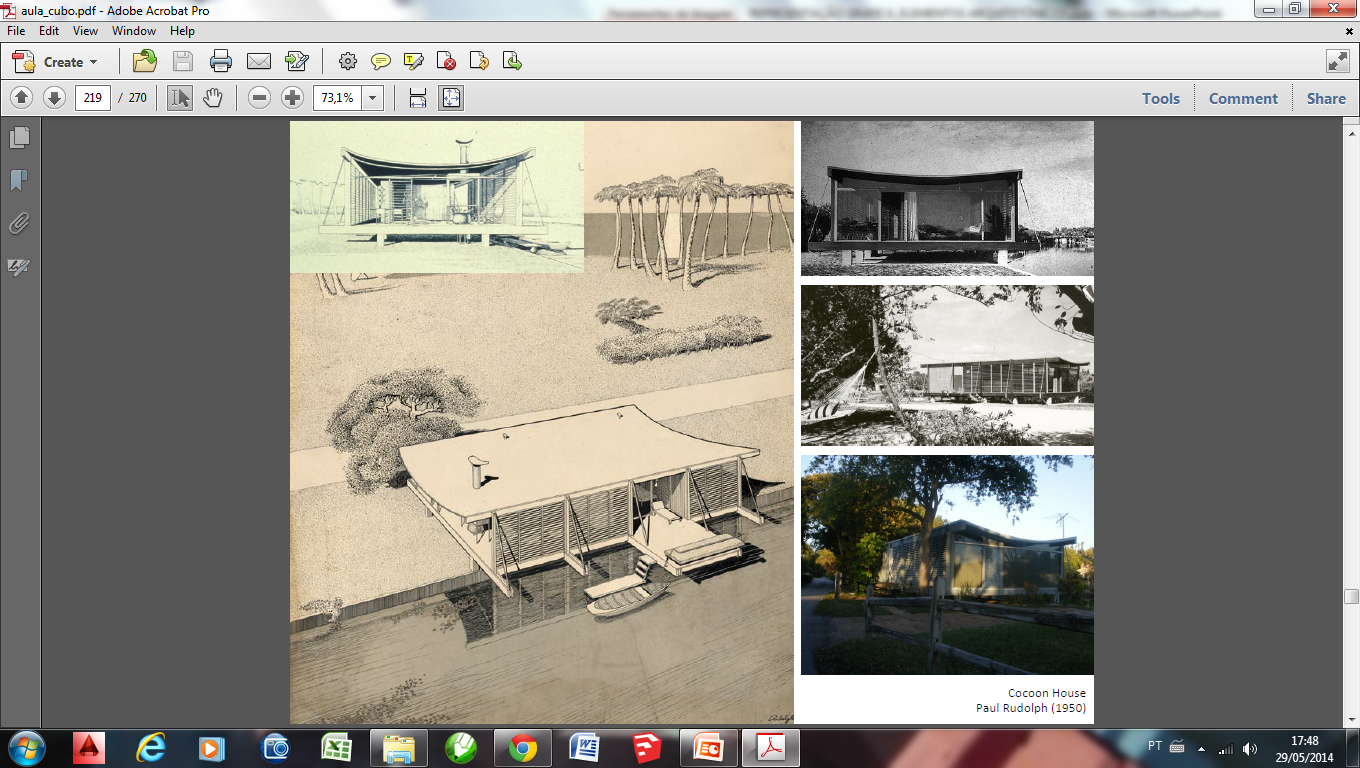 aula_cubo.pdf - Adobe Acrobat Pro
File Edit View Window Help
Create
219 / 270
73,1%
Tools Comment Share
Cocoon House
Paul Rudolph (1950)
PT
17:48
29/05/2014